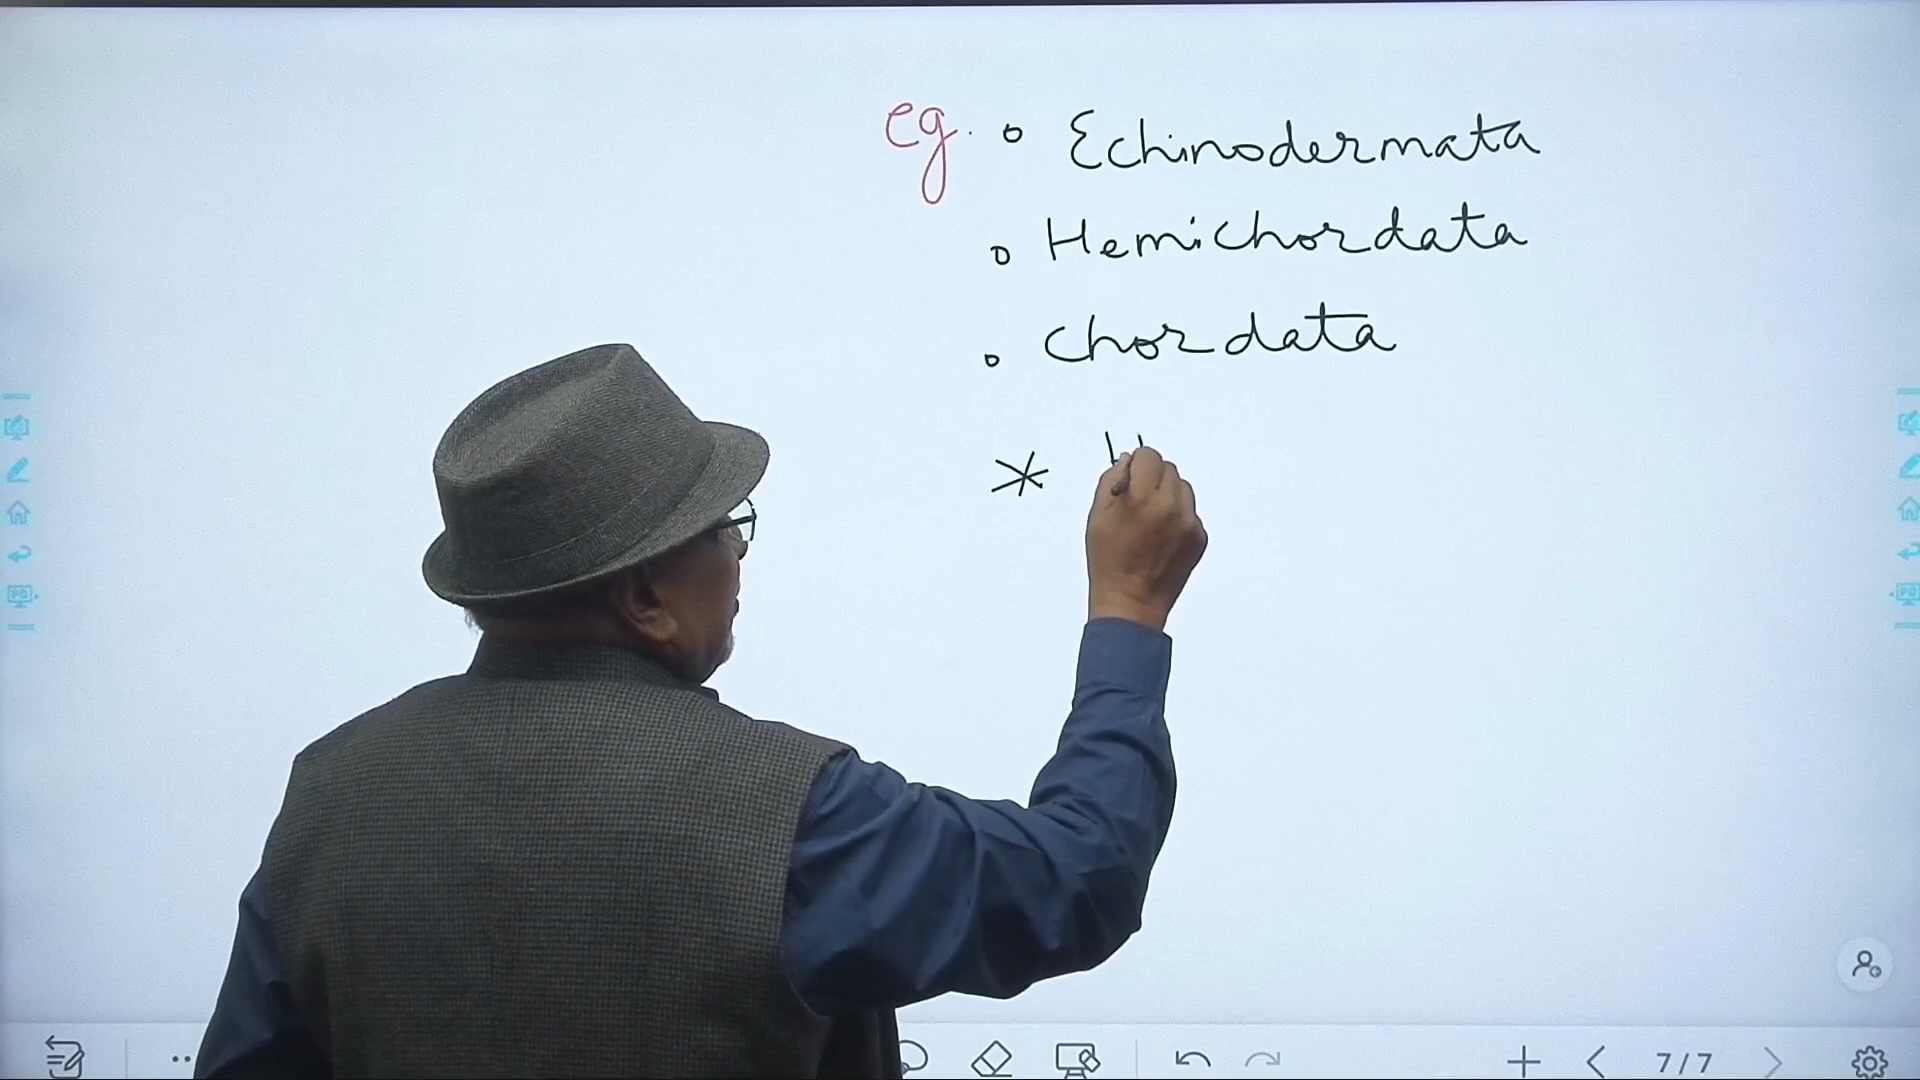 eg. o Echinodermata
o Hemichordata
o Chordata
*
7/7